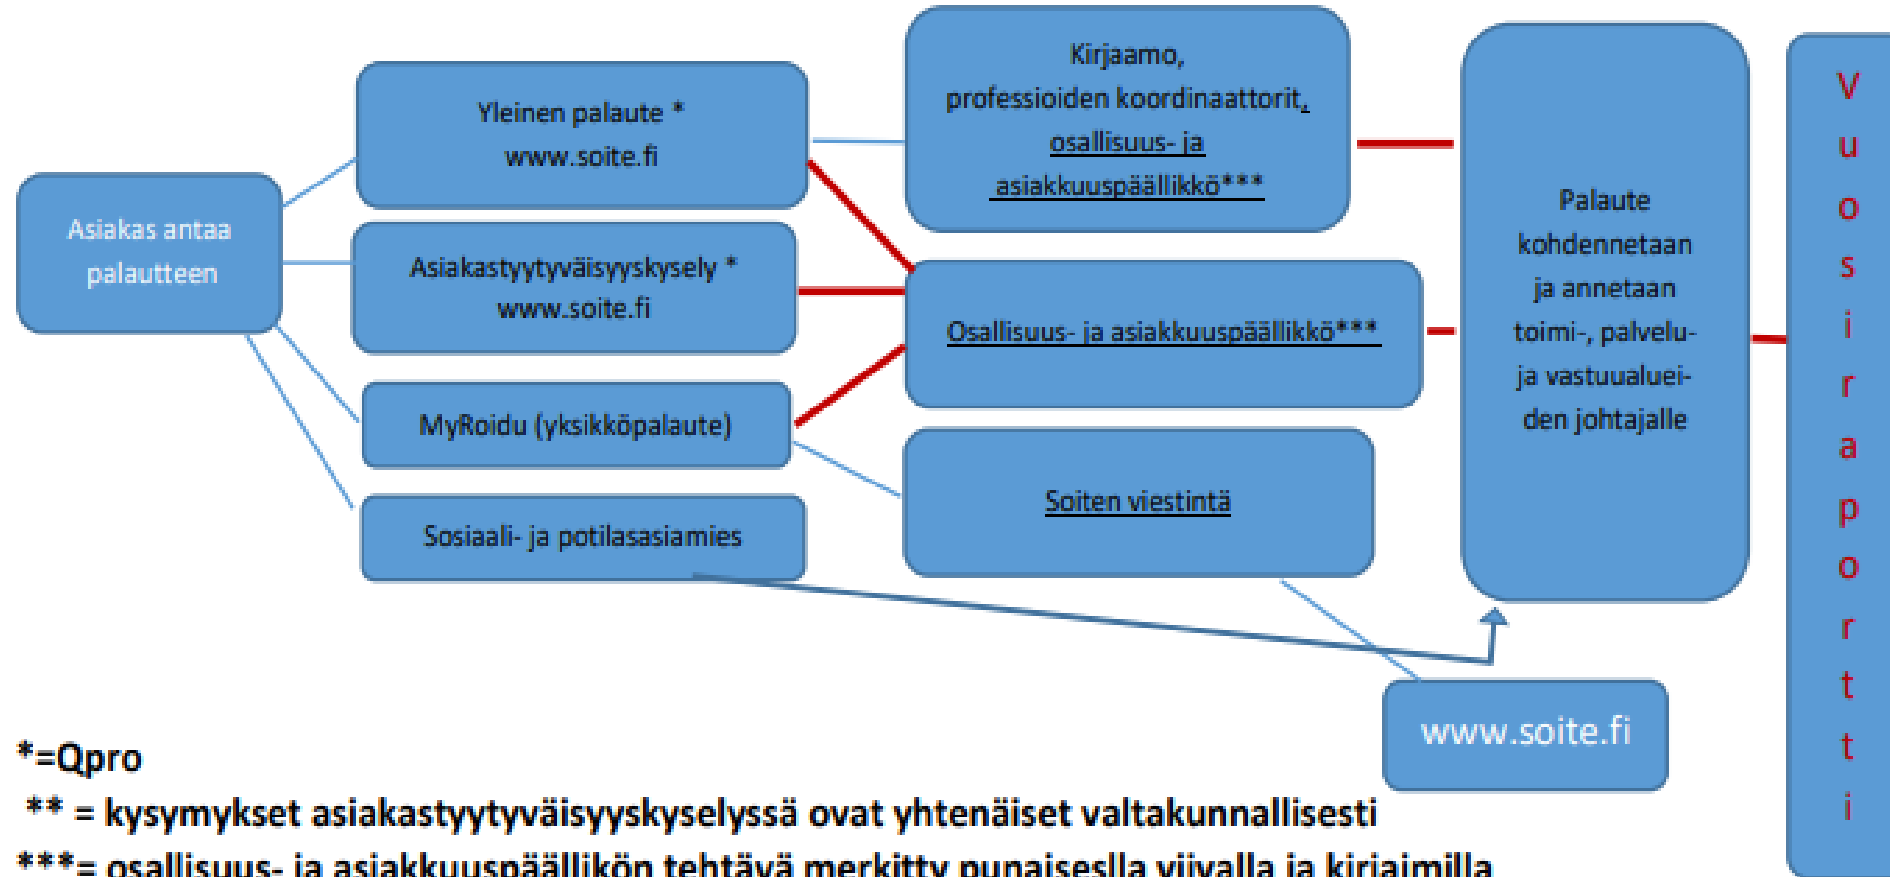 Asiakas antaa
palautteen
Yleinen palaute *
www.soite.fi
Asiakastyytyväisyyskysely *
www.soite.fi
MyRoidu (yksikköpalaute)
Sosiaali- ja potilasasiamies
Kirjaamo,
professioiden koordinaattorit,
osallisuus- ja
asiakkuuspäällikkö***
Osallisuus- ja asiakkuuspäällikkö***
Soiten viestintä
www.soite.fi
Palaute
kohdennetaan
ja annetaan
toimi-, palvelu-
ja vastuualuei-
den johtajalle
V
u
o
s
i
r
a
p
o
r
t
t
i
*=Qpro
** = kysymykset asiakastyytyväisyyskyselyssä ovat yhtenäiset valtakunnallisesti
***= osallisuus- ja asiakkuuspäällikön tehtävä merkitty punaiseslla viivalla ja kirjaimilla